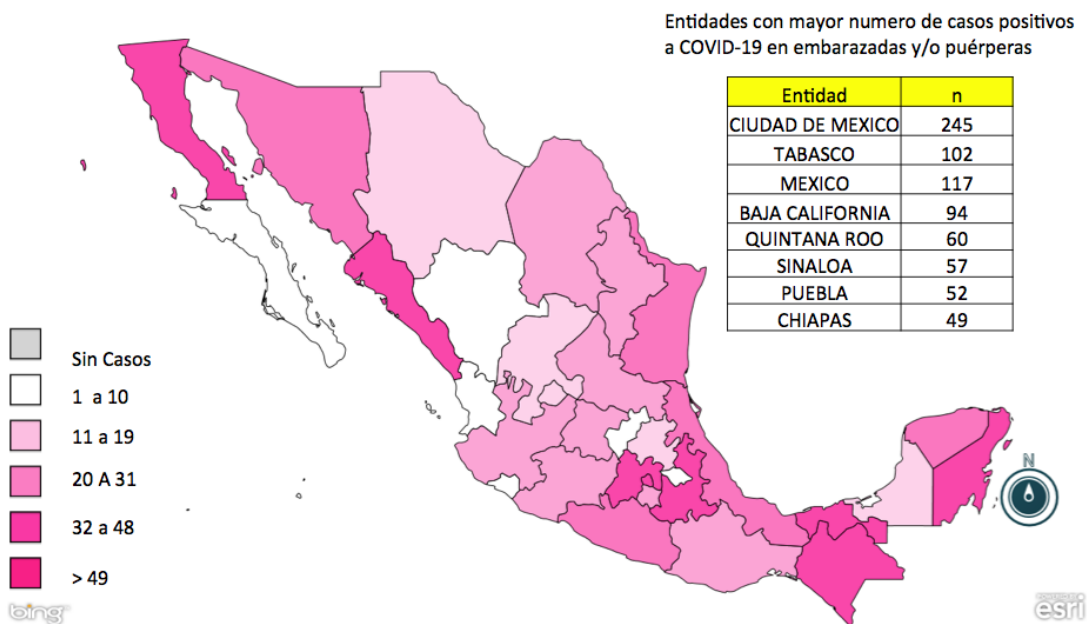 Entidades con mayor numero de casos positivos
a COVID-19 en embarazadas y/o puérperas
Entidad n
CIUDAD DE MEXICO 245
TABASCO 102
MEXICO 117
BAJA CALIFORNIA 94
QUINTANA ROO 60
SINALOA 57
PUEBLA 52
CHIAPAS 49
Sin Casos
1 a 10
11 a 19
20 A 31
32 a 48
> 49
N
bing
esri